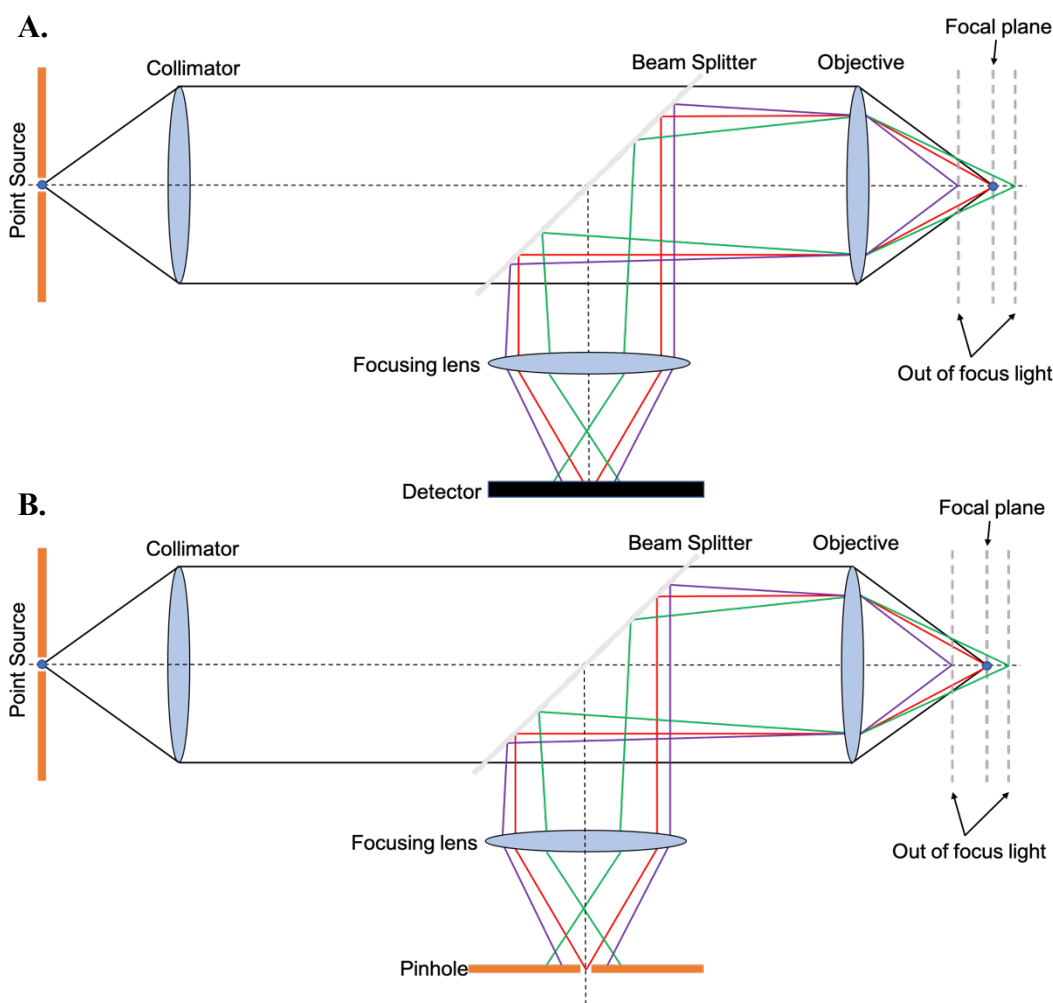 A.
Focal plane
Collimator
Beam Splitter
Objective
Point Source
Out of focus light
Focusing lens
Detector
B.
Focal plane
Collimator
Beam Splitter
Objective
Point Source
Out of focus light
Focusing lens
Pinhole